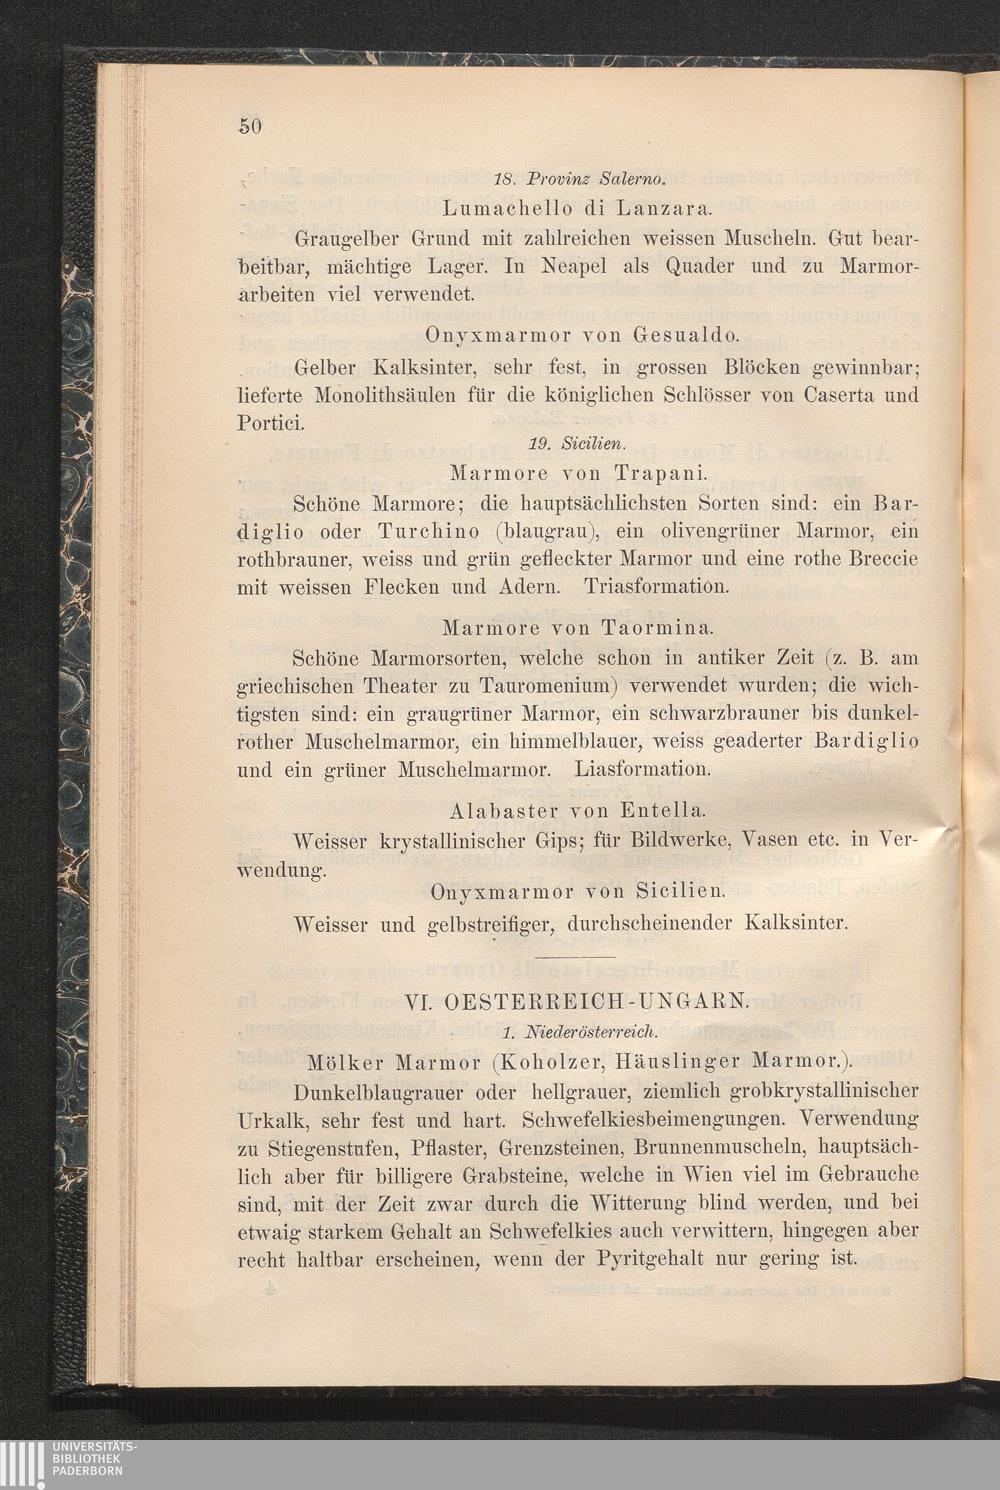 50
18. Provinz Salerno.
Lumachello di Lanzara.
Graugelber Grund mit zahlreichen weissen Muscheln. Gut bear-
beitbar, mächtige Lager. In Neapel als Quader und zu Marmor-
arbeiten viel verwendet.
Onyxmarmor von Gesualdo.
Gelber Kalksinter, sehr fest, in grossen Blöcken gewinnbar;
lieferte Monolithsäulen für die königlichen Schlösser von Caserta und
Portici.
19. Sicilien.
Marmore von Trapani.
Schöne Marmore; die hauptsächlichsten Sorten sind: ein Bar-
diglio oder Turchino (blaugrau), ein olivengrüner Marmor, ein
rothbrauner, weiss und grün gefleckter Marmor und eine rothe Breccie
mit weissen Flecken und Adern. Triasformation.
Marmore von Taormina.
Schöne Marmorsorten, welche schon in antiker Zeit (z. B. am
griechischen Theater zu Tauromenium) verwendet wurden; die wich-
tigsten sind: ein graugrüner Marmor, ein schwarzbrauner bis dunkel-
rother Muschelmarmor, ein himmelblauer, weiss geaderter Bardiglio
und ein grüner Muschelmarmor. Liasformation.
Alabaster von Entella.
Weisser krystallinischer Gips; für Bildwerke, Vasen etc. in Ver-
wendung.
Onyxmarmor von Sicilien.
Weisser und gelbstreifiger, durchscheinender Kalksinter.
VI. OESTERREICH-UNGARN.
1. Niederösterreich.
Mölker Marmor (Koholzer, Häuslinger Marmor.).
Dunkelblaugrauer oder hellgrauer, ziemlich grobkrystallinischer
Urkalk, sehr fest und hart. Schwefelkiesbeimengungen. Verwendung
zu Stiegenstufen, Pflaster, Grenzsteinen, Brunnenmuscheln, hauptsäch-
lich aber für billigere Grabsteine, welche in Wien viel im Gebrauche
sind, mit der Zeit zwar durch die Witterung blind werden, und bei
etwaig starkem Gehalt an Schwefelkies auch verwittern, hingegen aber
recht haltbar erscheinen, wenn der Pyritgehalt nur gering ist.
UNIVERSITÄTS-
BIBLIOTHEK
PADERBORN